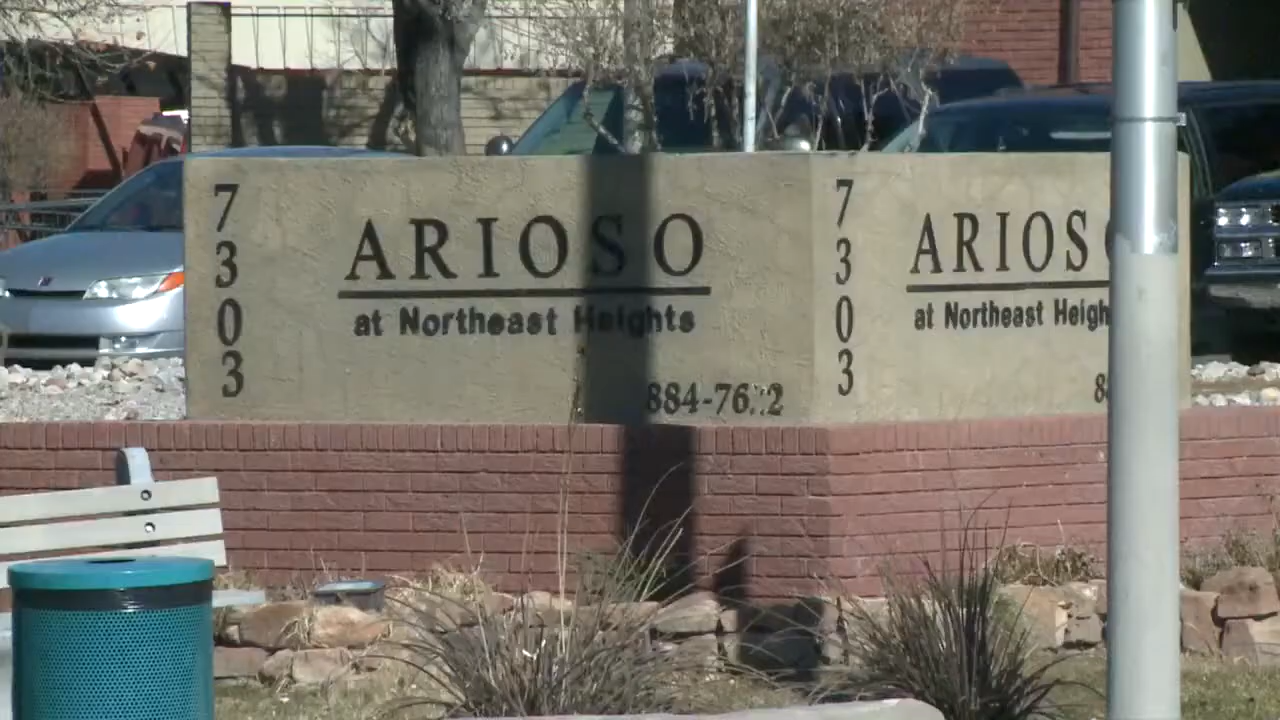 7303
ARIOSO
at Northeast Heights
7303
ARIOS
at Northeast Heigh